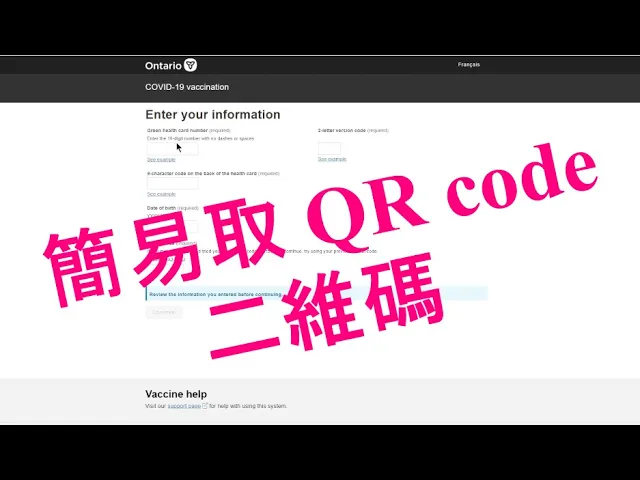 Ontario
Français
COVID-19 vaccination
Enter your information
Green health card number (required)
2-letter version code (required)
Enter the 10-digit number with no dashes or spaces
See example
See example
9-character code on the back of the health card (required)
See example
Date of birth (required)
簡易取 QR code
二維碼
Review the information you entered before continuing.
Continue
Vaccine help
Visit our support page for help with using this system.